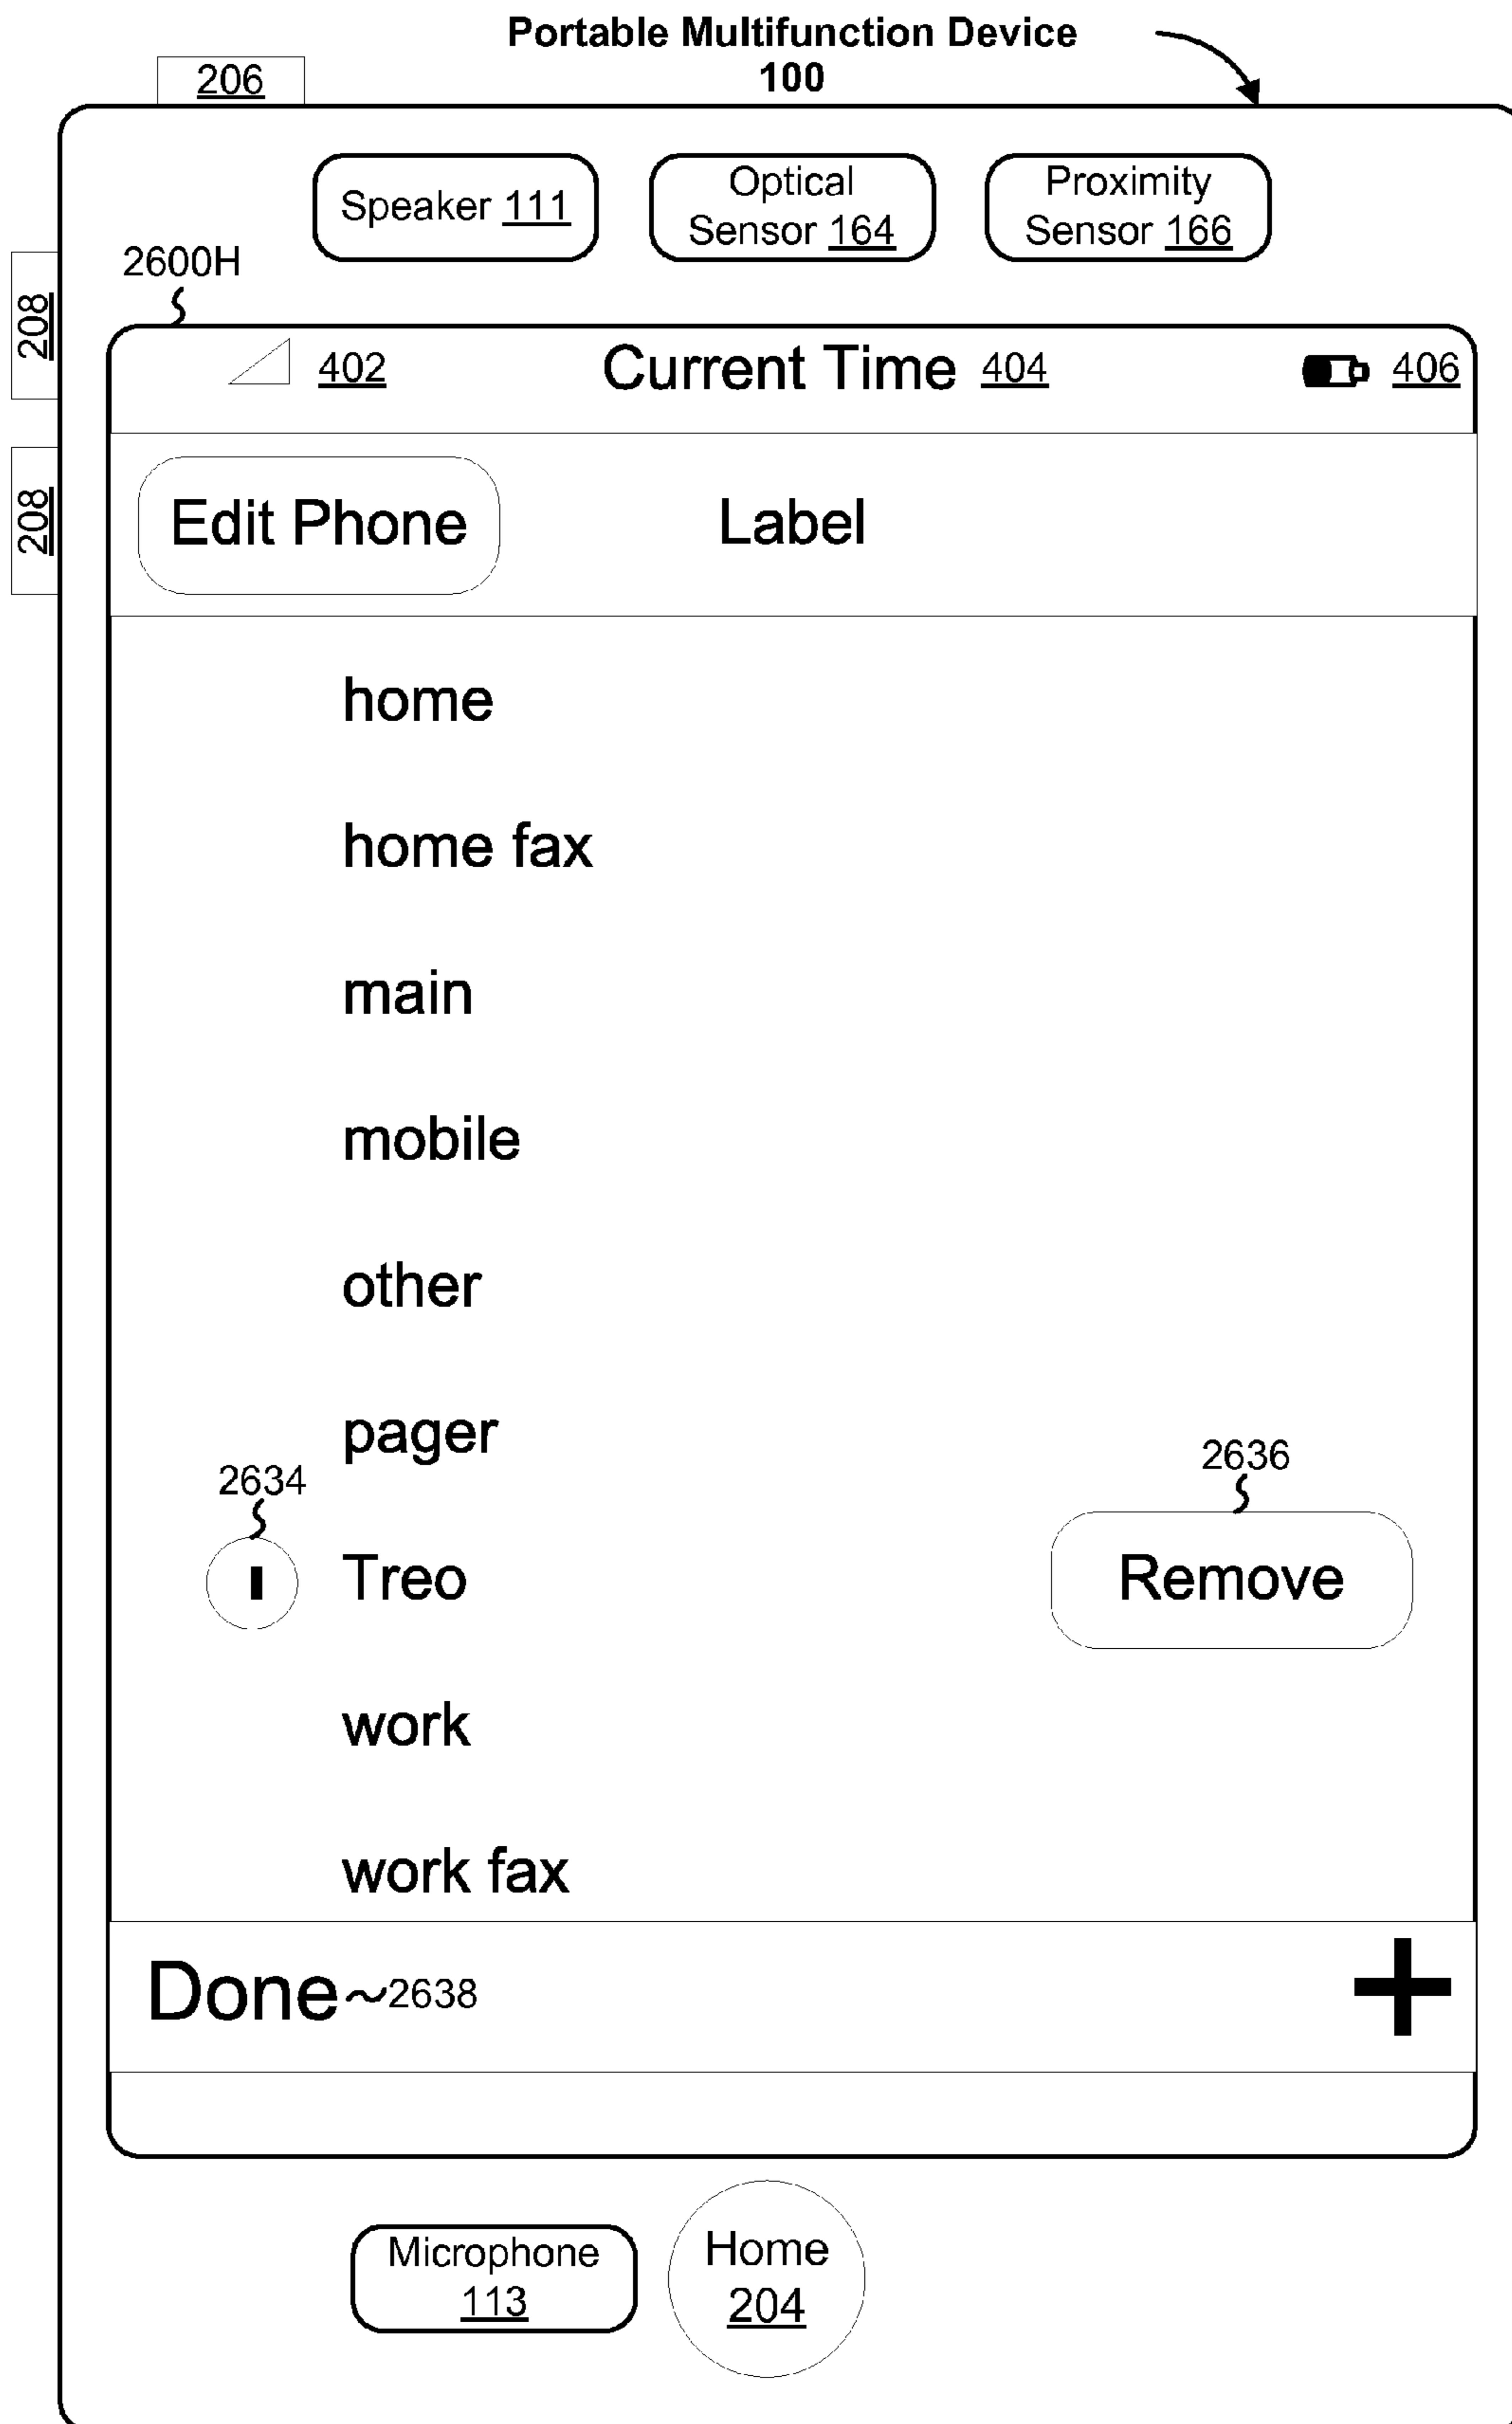 Portable Multifunction Device
100
206
Speaker 111
Optical
Sensor 164
Proximity
Sensor 166
2600H
208
402
Current Time 404
406
208
Edit Phone
Label
home
home fax
main
mobile
other
pager
2634
2636
Treo
Remove
work
work fax
Done~2638
+
Microphone
113
Home
204